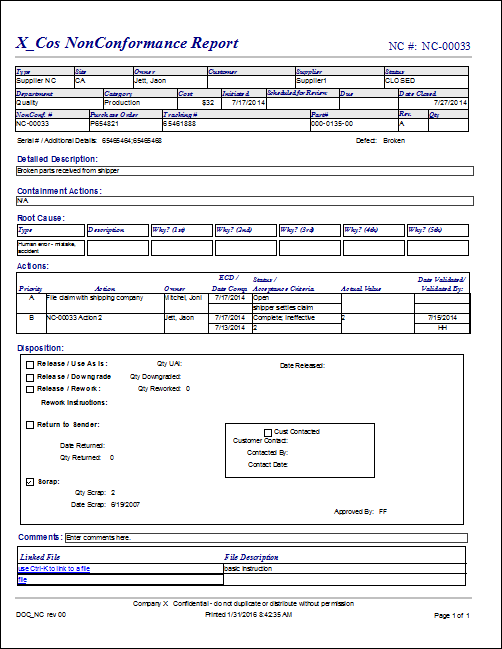 X_Cos NonConformance Report NC #: NC-00033
Type Site Owner Customer Supplier Status
Supplier NC CA Jett, Jaon Supplier1 CLOSED
Department Category Cost Initiated Scheduled for Review Due Date Closed
Quality Production $32 7/17/2014 7/27/2014
NonConf. # Purchase Order Tracking# Part# Rev. Qty
NC-00033 P654821 65461888 000-0135-00 A
Serial # / Additional Details: 65465464;65465468 Defect: Broken
Detailed Description:
Broken parts received from shipper
Containment Actions:
NA
Root Cause:
Type Description Why? (1st) Why? (2nd) Why? (3rd) Why? (4th) Why? (5th)
Human error - mistake,
accident
Actions:
ECD / Status / Date Validated/
Priority Action Owner Date Comp. Acceptance Criteria Actual Value Validated By:
A File claim with shipping company Mitchel, Joni 7/17/2014 Open
shipper settles claim
B NC-00033 Action 2 Jett, Jason 7/17/2014 Complete; Ineffective 2 7/15/2014
7/13/2014 2 HH
Disposition:
Release / Use As Is: Qty UAI: Date Released:
Release / Downgrade Qty Downgraded:
Release / Rework: Qty Reworked: 0
Rework Instructions:
Return to Sender:
Cust Contacted
Customer Contact:
Date Returned:
Contacted By:
Qty Returned: 0
Contact Date:
Scrap:
Qty Scrap: 2
Date Scrap: 6/19/2007
Approved By: FF
Comments: Enter comments here.
Linked File File Description
use Ctrl-K to link to a file basic instruction
file
Company X Confidential - do not duplicate or distribute without permission
DOC_NC rev 00 Printed 1/31/2016 8:42:35 AM Page 1 of 1